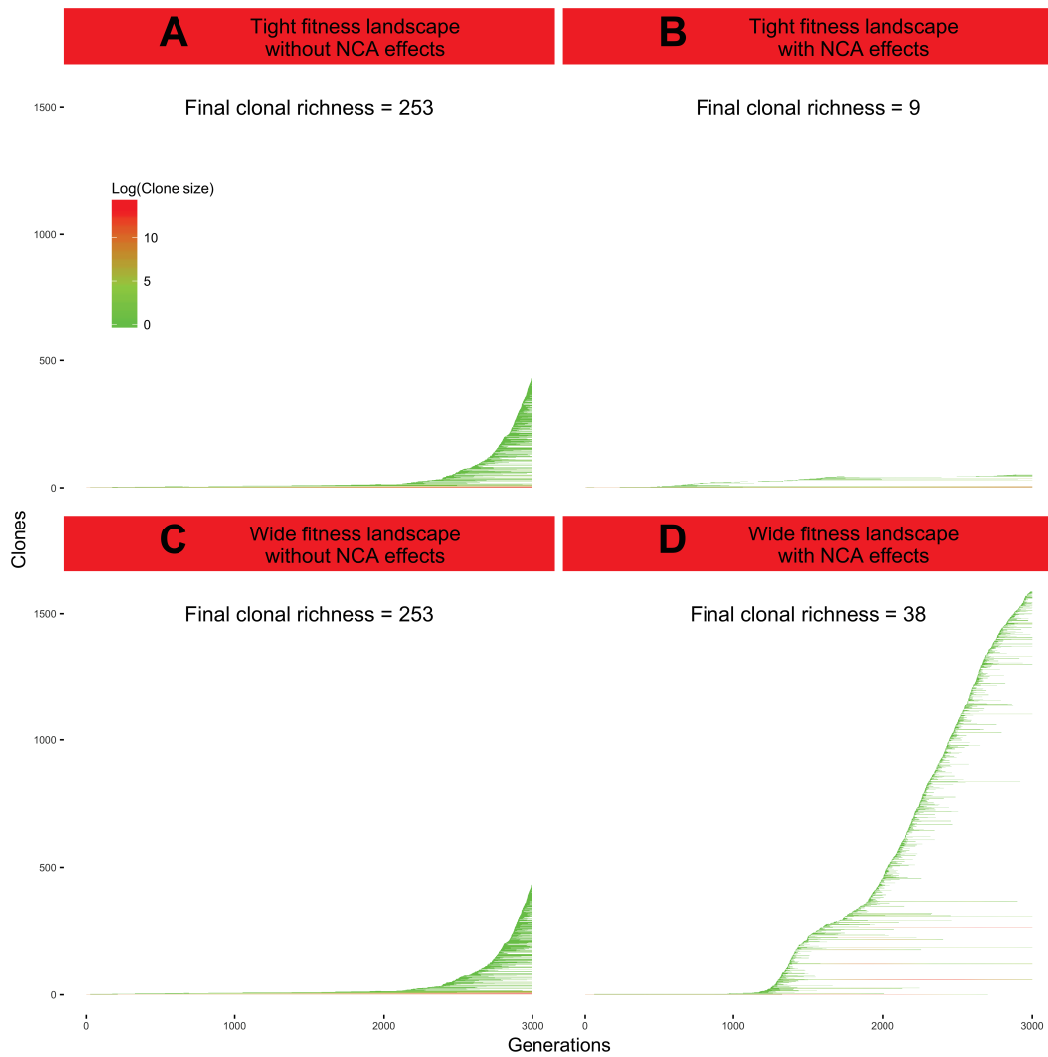 A
Tight fitness landscape
without NCA effects
B
Tight fitness landscape
with NCA effects
Final clonal richness = 253
Final clonal richness = 9
1500
1000
500
0
Log(Clone size)
10
5
0
Clones
C
Wide fitness landscape
without NCA effects
D
Wide fitness landscape
with NCA effects
Final clonal richness = 253
Final clonal richness = 38
1500
1000
500
0
0
1000
2000
3000
0
1000
2000
3000
Generations